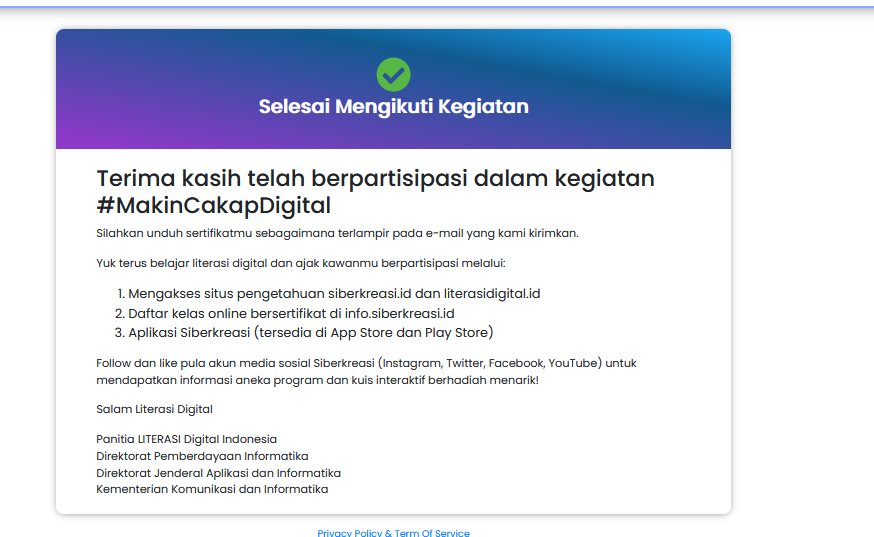 Selesai Mengikuti Kegiatan
Terima kasih telah berpartisipasi dalam kegiatan
#MakinCakapDigital
Silahkan unduh sertifikatmu sebagaimana terlampir pada e-mail yang kami kirimkan.
Yuk terus belajar literasi digital dan ajak kawanmu berpartisipasi melalui:
1. Mengakses situs pengetahuan siberkreasi.id dan literasidigital.id
2. Daftar kelas online bersertifikat di info.siberkreasi.id
3. Aplikasi Siberkreasi (tersedia di App Store dan Play Store)
Follow dan like pula akun media sosial Siberkreasi (Instagram, Twitter, Facebook, YouTube) untuk
mendapatkan informasi aneka program dan kuis interaktif berhadiah menarik!
Salam Literasi Digital
Panitia LITERASI Digital Indonesia
Direktorat Pemberdayaan Informatika
Direktorat Jenderal Aplikasi dan Informatika
Kementerian Komunikasi dan Informatika
Privacy Policy & Term Of Service